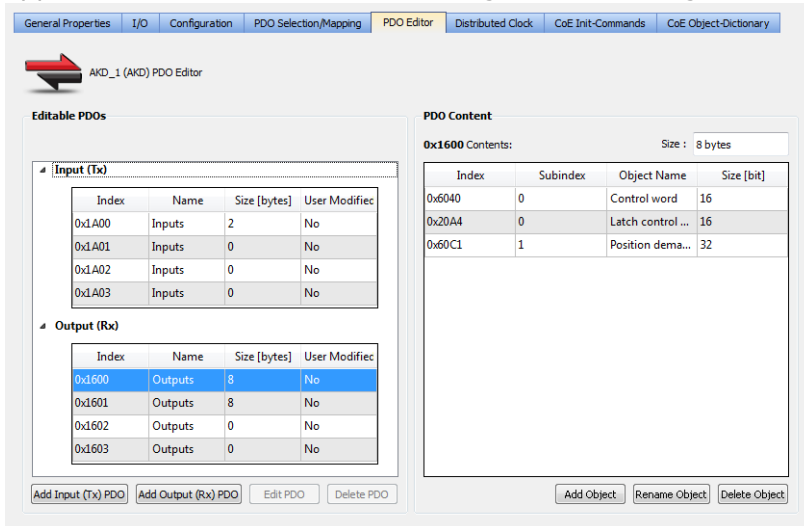 General Properties I/O Configuration PDO Selection/Mapping PDO Editor Distributed Clock CoE Init-Commands CoE Object-Dictionary
AKD_1 (AKD) PDO Editor
Editable PDOs
Input (Tx)
Index Name Size [bytes] User Modified
0x1A00 Inputs 2 No
0x1A01 Inputs 0 No
0x1A02 Inputs 0 No
0x1A03 Inputs 0 No
Output (Rx)
Index Name Size [bytes] User Modified
0x1600 Outputs 8 No
0x1601 Outputs 8 No
0x1602 Outputs 0 No
0x1603 Outputs 0 No
Add Input (Tx) PDO Add Output (Rx) PDO Edit PDO Delete PDO
PDO Content
0x1600 Contents: Size : 8 bytes
Index Subindex Object Name Size [bit]
0x6040 0 Control word 16
0x20A4 0 Latch control ... 16
0x60C1 1 Position dema... 32
Add Object Rename Object Delete Object